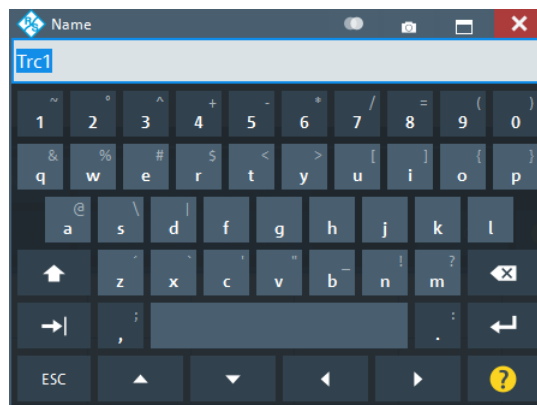 Name
Trc1
~ ° ^ + - * / = ( )
1 2 3 4 5 6 7 8 9 0
& % # $ < > [ ] { }
q w e r t y u i o p
@ \ |
a s d f g h j k l
´ ` ' " _ ! ?
z x c v b n m
; :
, .
ESC ?